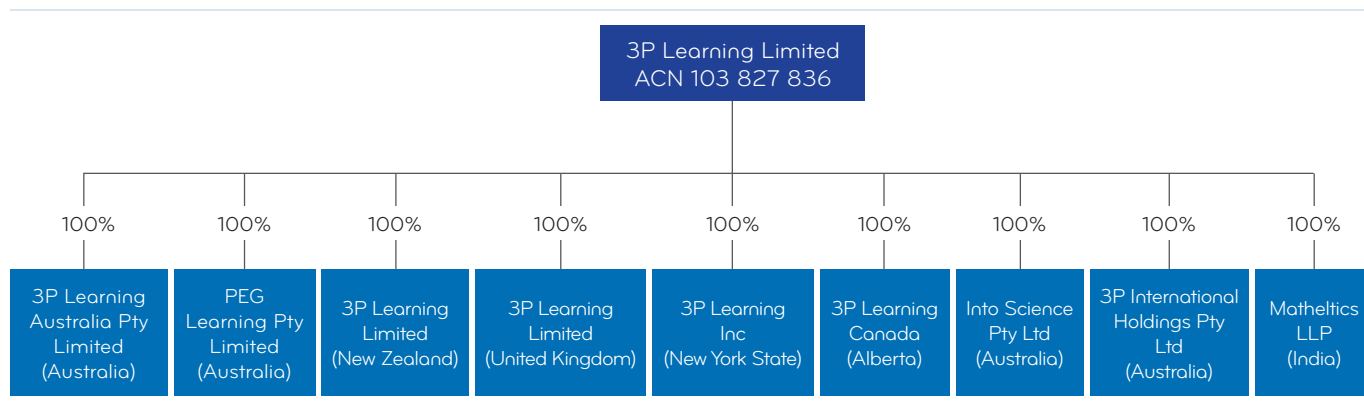 3P Learning Limited
ACN 103 827 836
100%
100%
100%
100%
100%
100%
100%
100%
100%
3P Learning
Australia Pty
Limited
(Australia)
PEG
Learning Pty
Limited
(Australia)
3P Learning
Limited
(New Zealand)
3P Learning
Limited
(United Kingdom)
3P Learning
Inc
(New York State)
3P Learning
Canada
(Alberta)
Into Science
Pty Ltd
(Australia)
3P International
Holdings Pty
Ltd
(Australia)
Matheltics
LLP
(India)